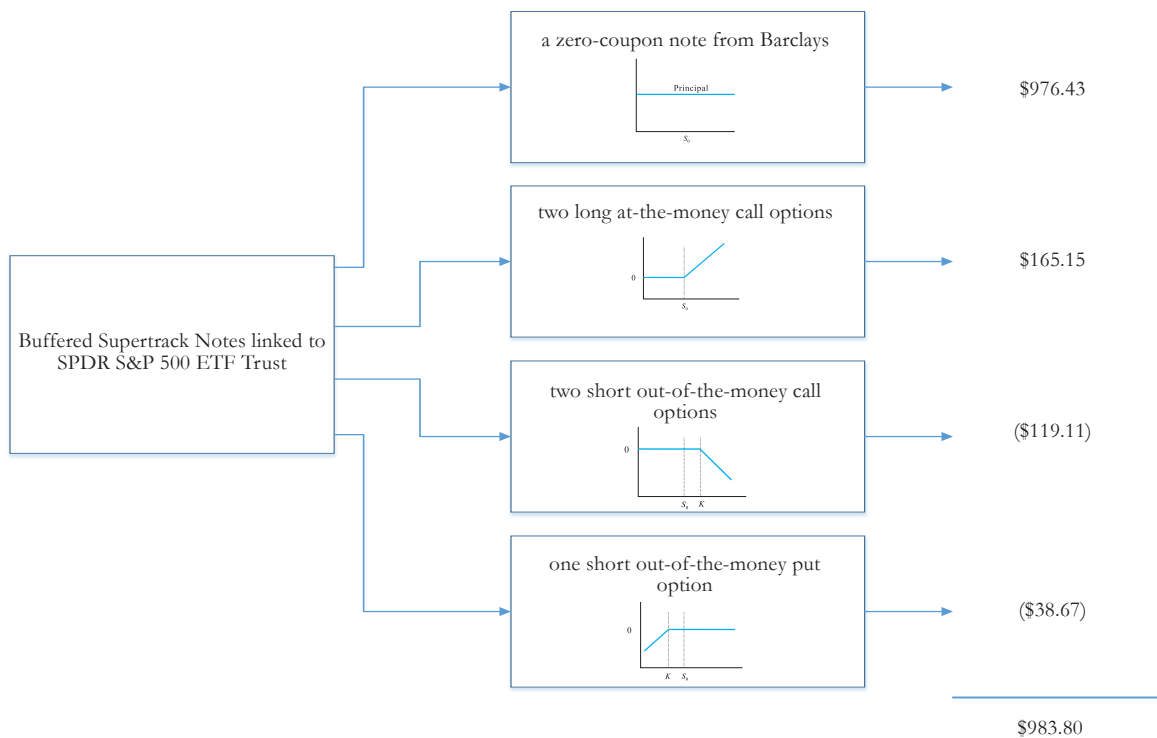 a zero-coupon note from Barclays
Principal
S₀
$976.43
two long at-the-money call options
0
S₀
$165.15
Buffered Supertrack Notes linked to
SPDR S&P 500 ETF Trust
two short out-of-the-money call
options
0
S₀ K
($119.11)
one short out-of-the-money put
option
0
K S₀
($38.67)
$983.80